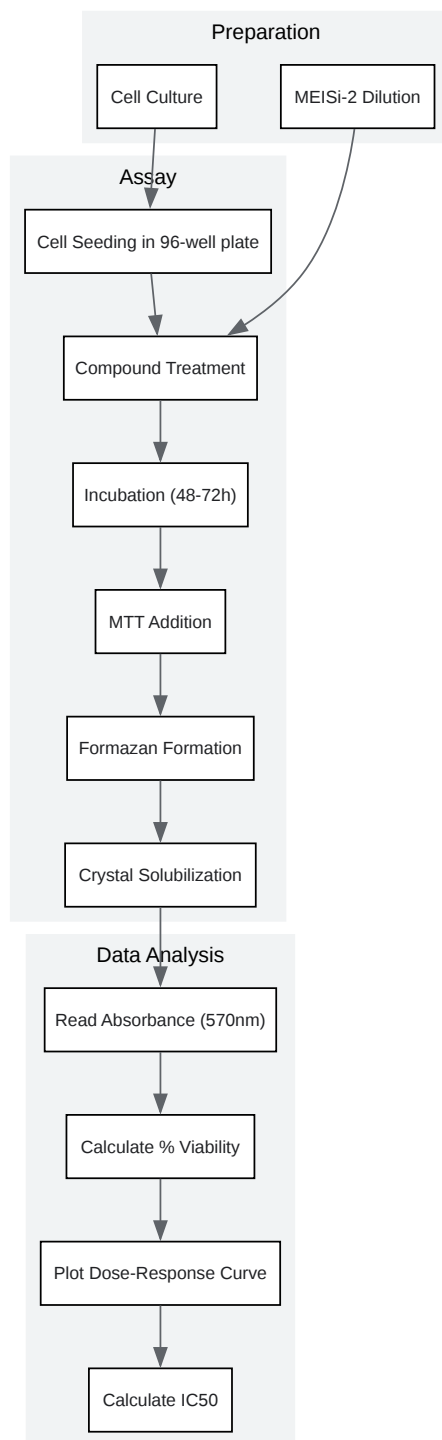 Preparation
Cell Culture
MEISi-2 Dilution
Assay
Cell Seeding in 96-well plate
Compound Treatment
Incubation (48-72h)
MTT Addition
Formazan Formation
Crystal Solubilization
Data Analysis
Read Absorbance (570nm)
Calculate % Viability
Plot Dose-Response Curve
Calculate IC50